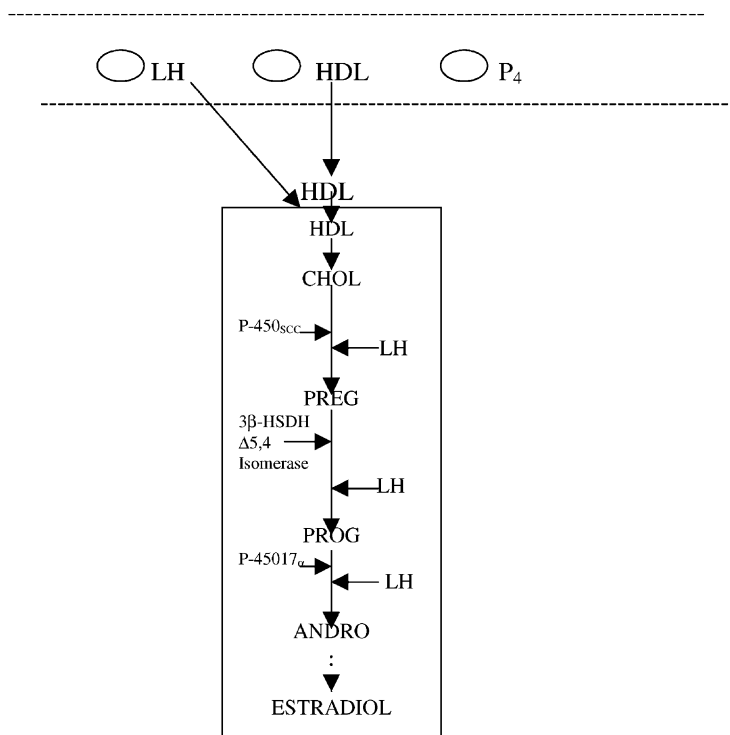 LH HDL P₄
HDL
HDL
CHOL
P-450SCC
LH
PREG
3β-HSDH
Δ5,4
Isomerase
LH
PROG
P-45017α
LH
ANDRO
:
ESTRADIOL